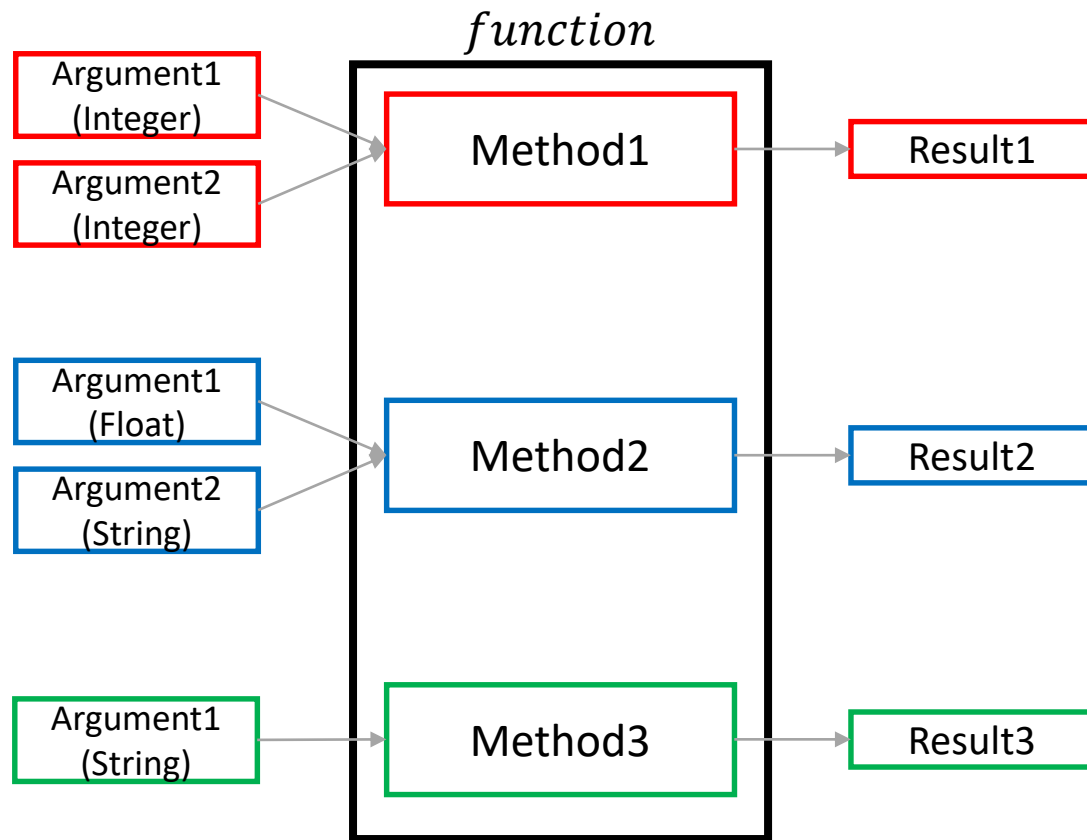 function
Argument1
(Integer)
Argument2
(Integer)
Method1
Result1
Argument1
(Float)
Argument2
(String)
Method2
Result2
Argument1
(String)
Method3
Result3